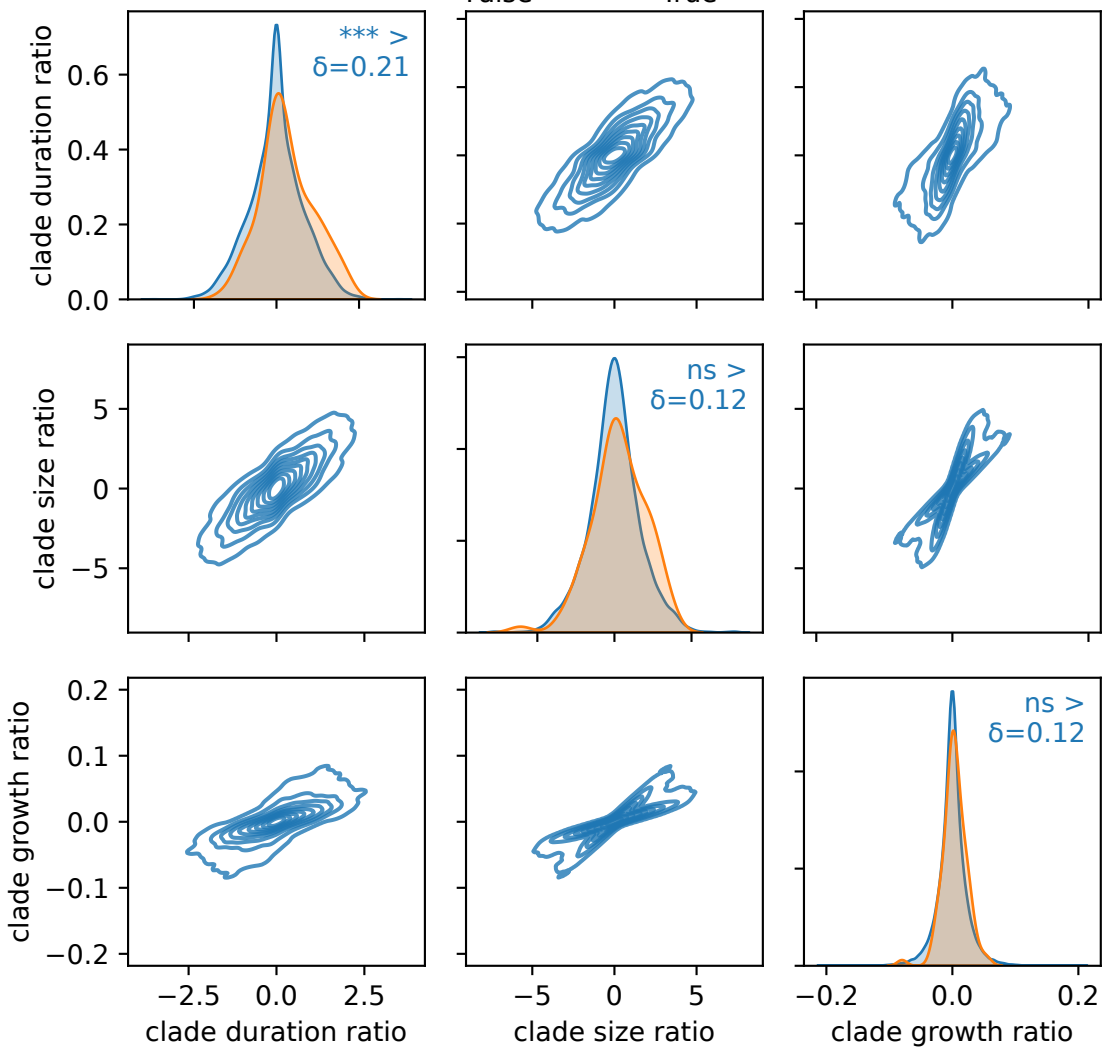 clade duration ratio
0.6
0.4
0.2
0.0
*** >
δ=0.21
clade size ratio
5
0
−5
ns >
δ=0.12
clade growth ratio
0.2
0.1
0.0
−0.1
−0.2
ns >
δ=0.12
−2.5 0.0 2.5
clade duration ratio
−5 0 5
clade size ratio
−0.2 0.0 0.2
clade growth ratio